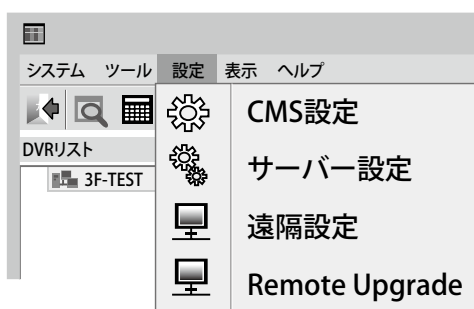 システム ツール 設定 表示 ヘルプ
CMS設定
DVRリスト
サーバー設定
3F-TEST
遠隔設定
Remote Upgrade